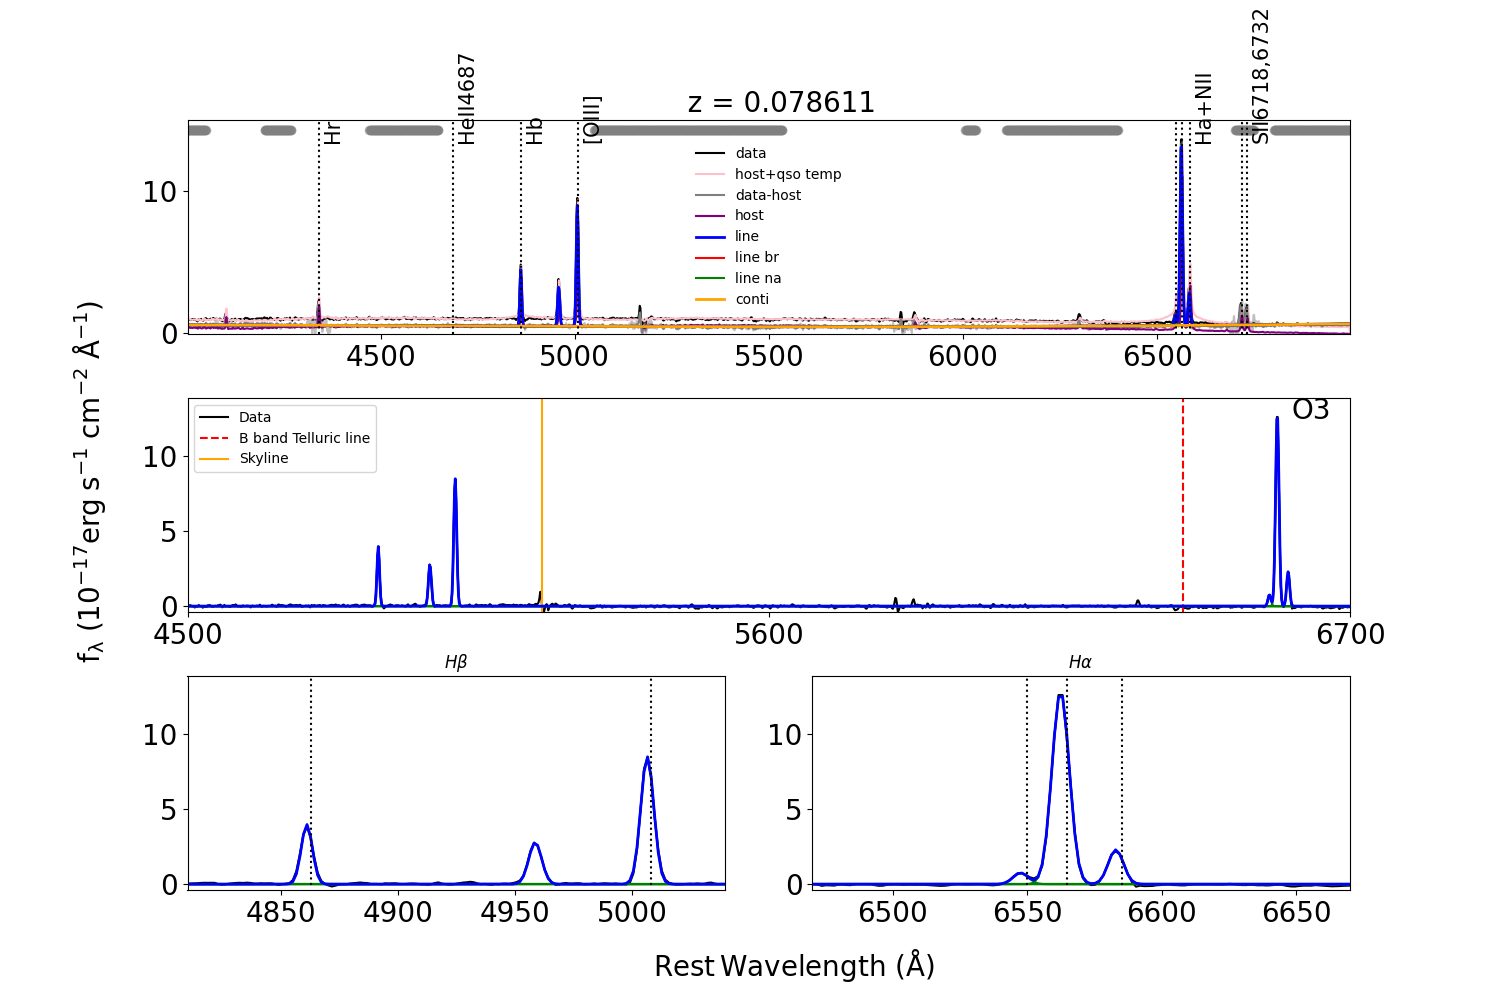 z = 0.078611
Hr
HeII4687
Hb
[OIII]
Ha+NII
SII6718,6732
data
host+qso temp
data-host
host
line
line br
line na
conti
10
0
4500
5000
5500
6000
6500
Data
B band Telluric line
Skyline
O3
10
5
0
4500
5600
6700
fλ (10⁻¹⁷erg s⁻¹ cm⁻² Å⁻¹)
Hβ
10
5
0
4850
4900
4950
5000
Hα
10
5
0
6500
6550
6600
6650
Rest Wavelength (Å)